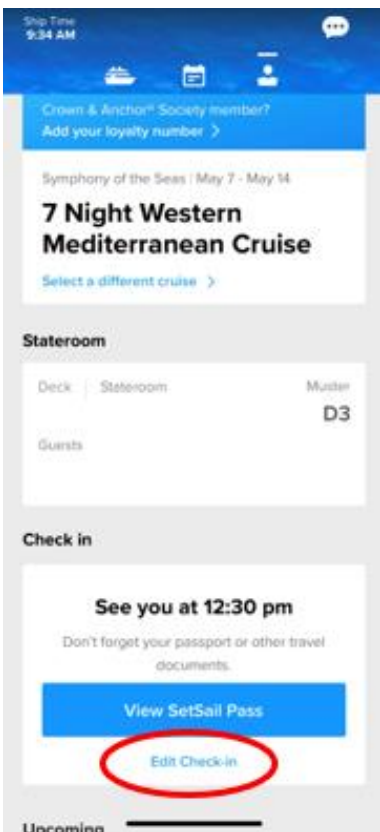 Ship Time
9:34 AM
Crown & Anchor® Society member?
Add your loyalty number >
Symphony of the Seas | May 7 - May 14
7 Night Western
Mediterranean Cruise
Select a different cruise >
Stateroom
Deck | Stateroom Muster
D3
Guests
Check in
See you at 12:30 pm
Don't forget your passport or other travel
documents.
View SetSail Pass
Edit Check-in
Upcoming